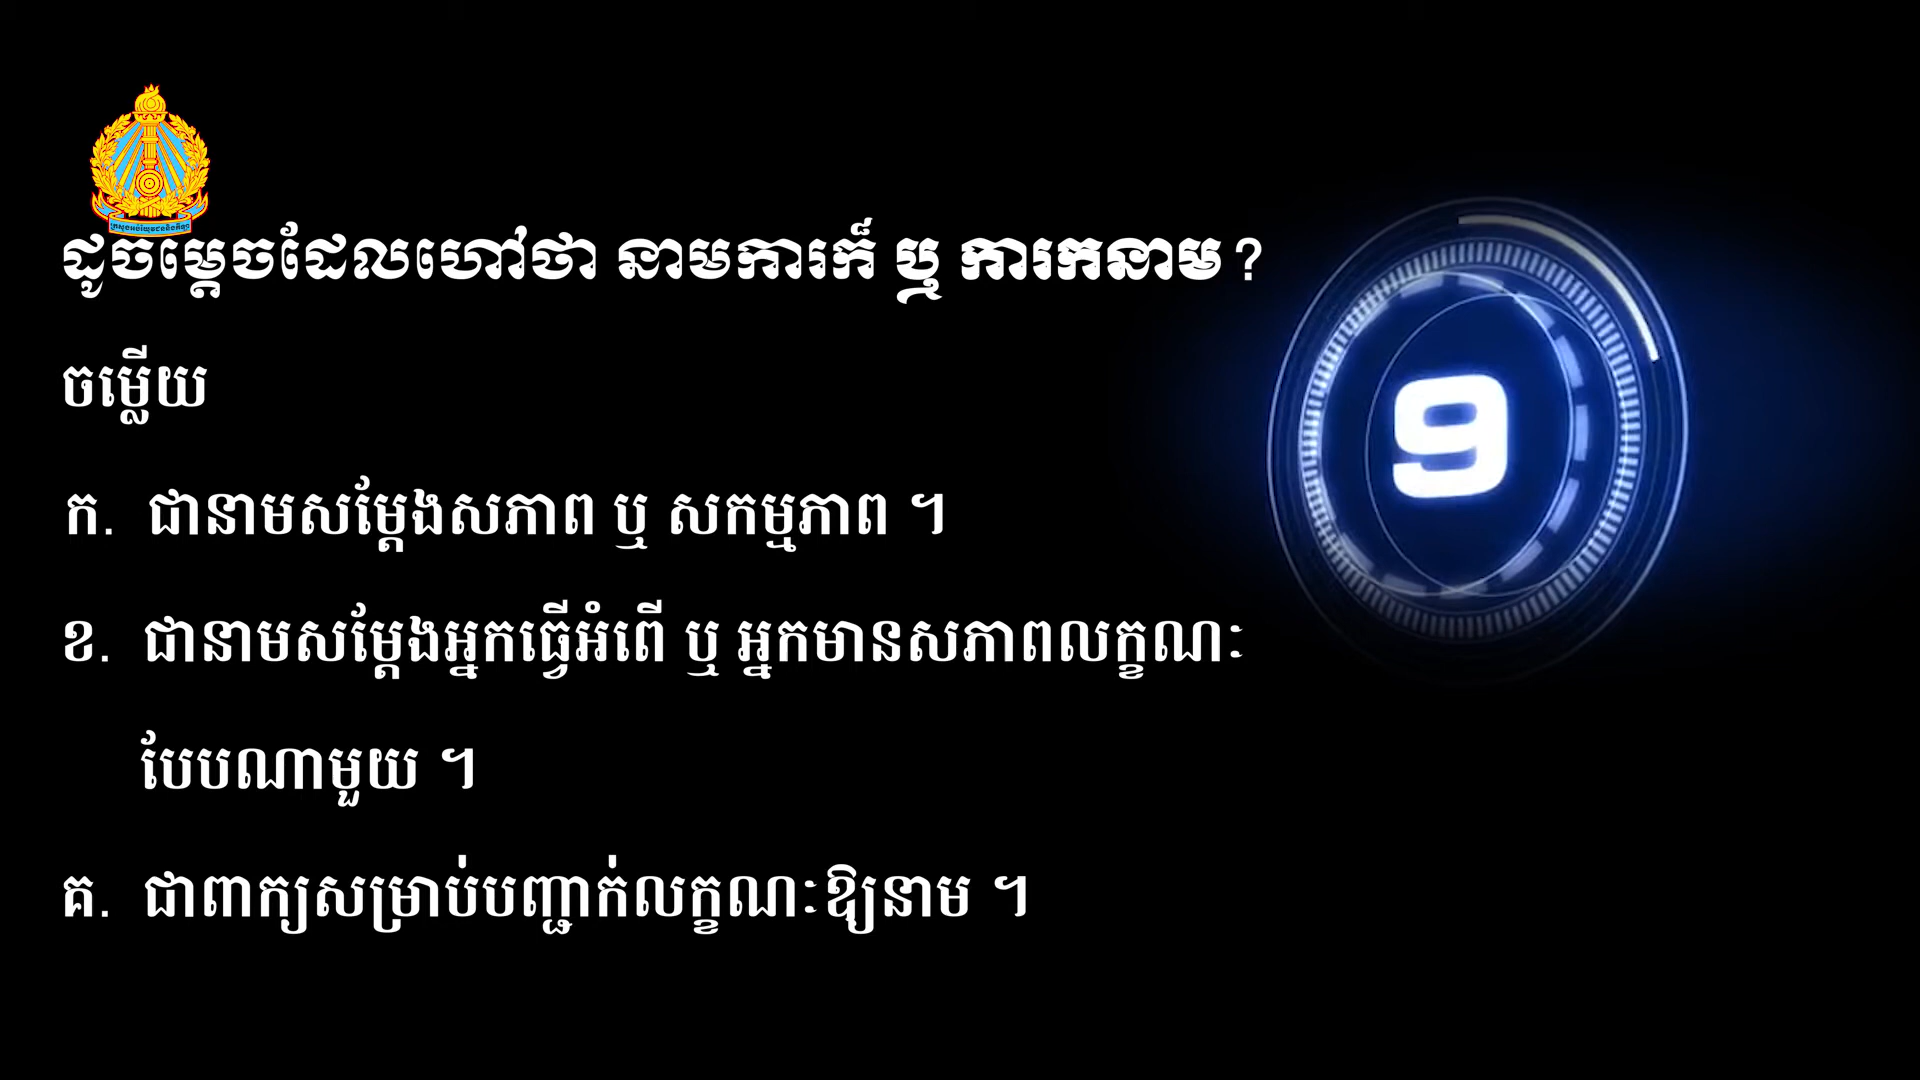 ដូចម្ដេចដែលហៅថា នាមការក៏ ឬ ការកនាម ?
9
ចម្លើយ
ក. ជានាមសម្ដែងសភាព ឬ សកម្មភាព ។
ខ. ជានាមសម្ដែងអ្នកធ្វើអំពើ ឬ អ្នកមានសភាពលក្ខណៈ
បែបណាមួយ ។
គ. ជាពាក្យសម្រាប់បញ្ជាក់លក្ខណៈឱ្យនាម ។